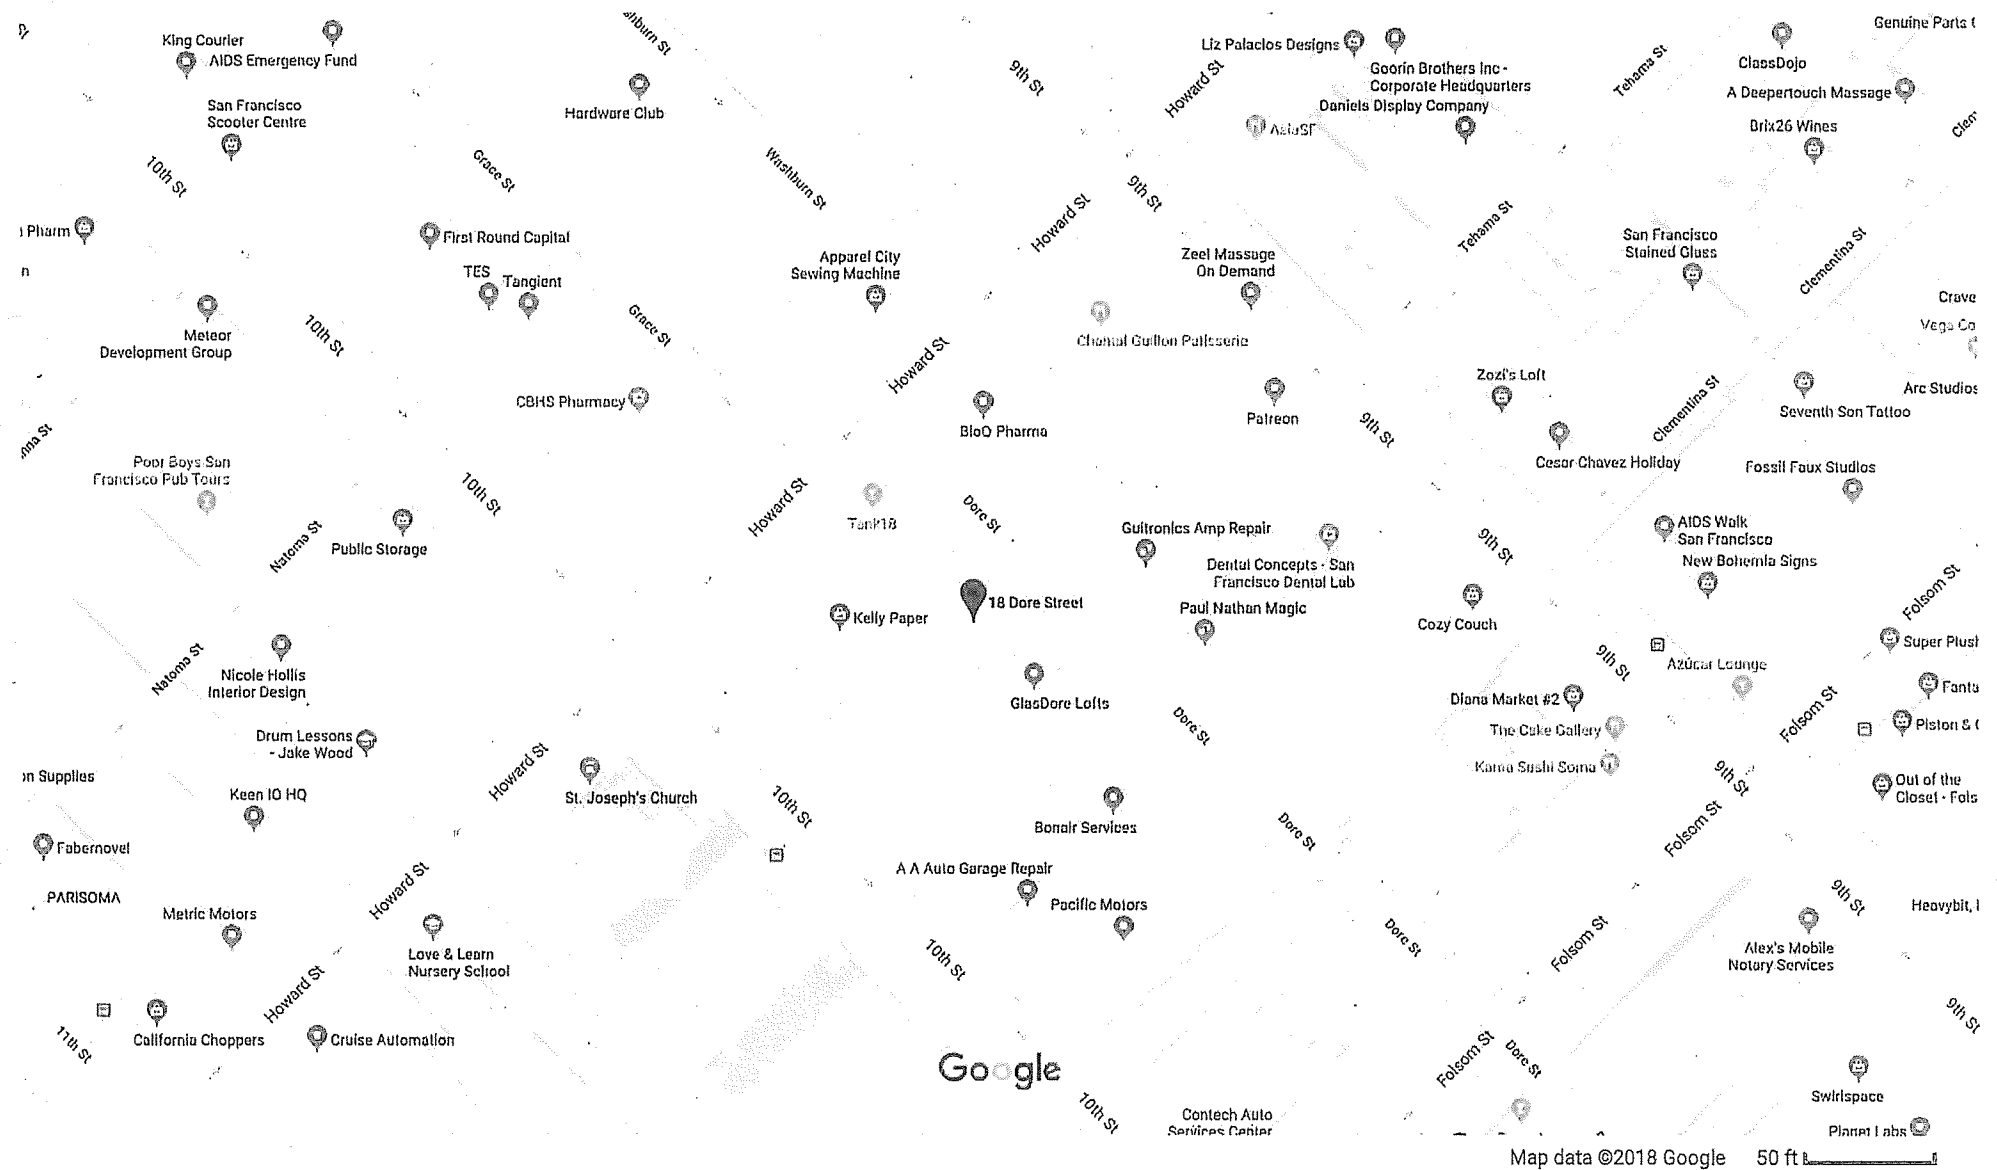 King Courier
AIDS Emergency Fund
San Francisco
Scooter Centre
10th St
Pharm
Meteor
Development Group
10th St
Hardware Club
Grace St
Washburn St
First Round Capital
TES
Tangient
Grace St
Apparel City
Sewing Machine
9th St
Howard St
Liz Palacios Designs
Goorin Brothers Inc -
Corporate Headquarters
Daniels Display Company
AsiaSF
9th St
Howard St
Zeel Massage
On Demand
Chantal Guillon Patisserie
Tehama St
ClassDojo
Genuine Parts
A Deepertouch Massage
Brix26 Wines
Tehama St
San Francisco
Stained Glass
Clementina St
Crave
Vega
Arc Studios
Seventh Son Tattoo
Clementina St
Zozi's Loft
Cesar Chavez Holiday
Fossil Faux Studios
CBHS Pharmacy
Howard St
BioQ Pharma
Patreon
9th St
Poor Boys San
Francisco Pub Tours
10th St
Natoma St
Public Storage
Howard St
Tank18
Dore St
Guitronics Amp Repair
Dental Concepts - San
Francisco Dental Lab
9th St
AIDS Walk
San Francisco
New Bohemia Signs
Folsom St
Kelly Paper
18 Dore Street
Paul Nathan Magic
Cozy Couch
Natoma St
Nicole Hollis
Interior Design
GlasDore Lofts
Dore St
9th St
Azúcar Lounge
Super Plush
Diana Market #2
The Cake Gallery
Kama Sushi Soma
Folsom St
Piston &
Drum Lessons
- Jake Wood
Howard St
St. Joseph's Church
10th St
9th St
Out of the
Closet - Fols
Supplies
Keen IO HQ
Fabernovel
PARISOMA
Metric Motors
Howard St
Love & Learn
Nursery School
Bonair Services
Dore St
Folsom St
A A Auto Garage Repair
Pacific Motors
10th St
Dore St
Folsom St
9th St
Alex's Mobile
Notary Services
Heavybit,
Howard St
11th St
California Choppers
Cruise Automation
Google
Folsom St
Dore St
9th St
Swirlspace
10th St
Contech Auto
Services Center
Planet Labs
Map data ©2018 Google 50 ft